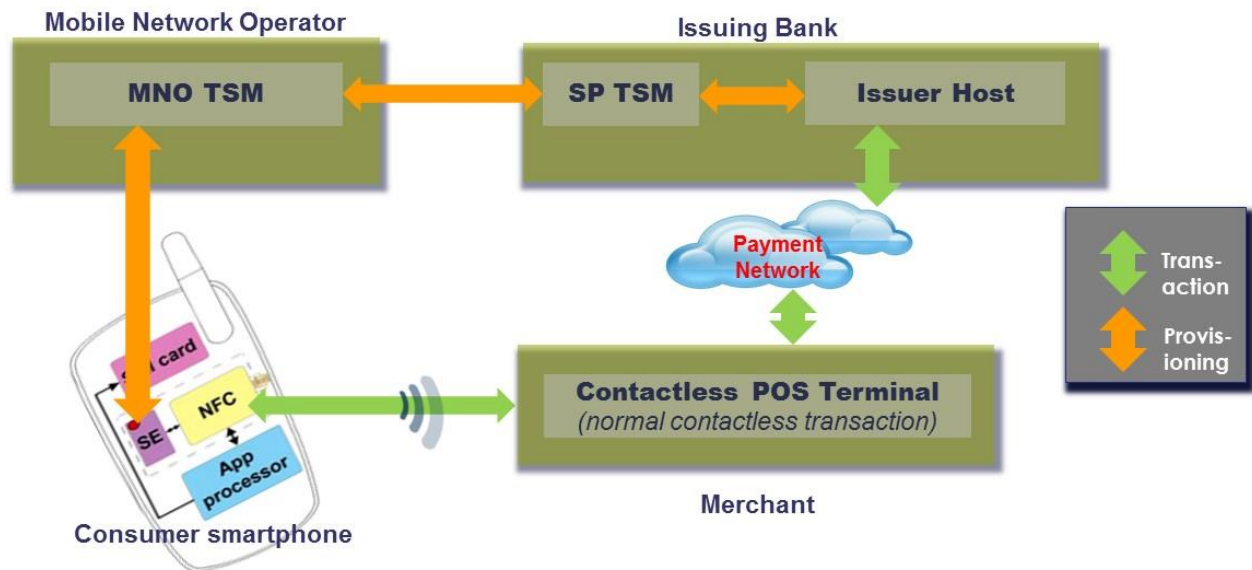 Mobile Network Operator
Issuing Bank
MNO TSM
SP TSM
Issuer Host
Payment
Network
Trans-
action
Provis-
ioning
card
NFC
SE
App
processor
Contactless POS Terminal
(normal contactless transaction)
Merchant
Consumer smartphone